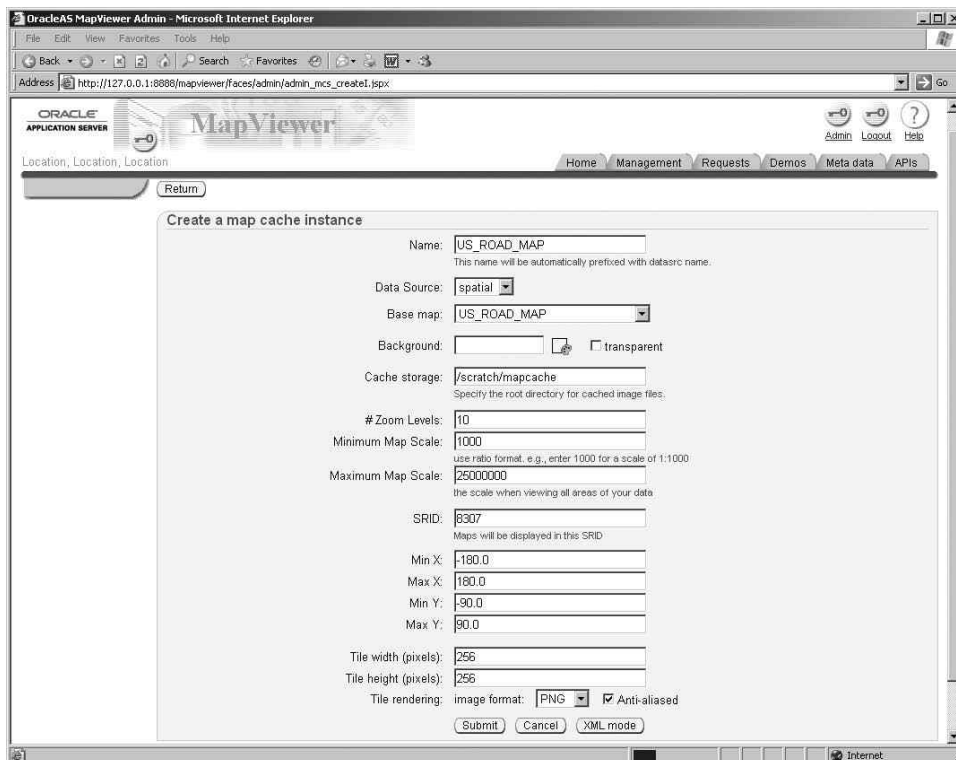 OracleAS MapViewer Admin - Microsoft Internet Explorer
File Edit View Favorites Tools Help
Back Search Favorites
Address http://127.0.0.1:8888/mapviewer/faces/admin/admin_mcs_createI.jspx Go
ORACLE
APPLICATION SERVER
MapViewer
Admin Logout Help
Location, Location, Location
Home Management Requests Demos Meta data APIs
Return
Create a map cache instance
Name: US_ROAD_MAP
This name will be automatically prefixed with datasrc name.
Data Source: spatial
Base map: US_ROAD_MAP
Background: transparent
Cache storage: /scratch/mapcache
Specify the root directory for cached image files.
# Zoom Levels: 10
Minimum Map Scale: 1000
use ratio format. e.g., enter 1000 for a scale of 1:1000
Maximum Map Scale: 25000000
the scale when viewing all areas of your data
SRID: 8307
Maps will be displayed in this SRID
Min X: -180.0
Max X: 180.0
Min Y: -90.0
Max Y: 90.0
Tile width (pixels): 256
Tile height (pixels): 256
Tile rendering: image format: PNG Anti-aliased
Submit Cancel XML mode
Internet